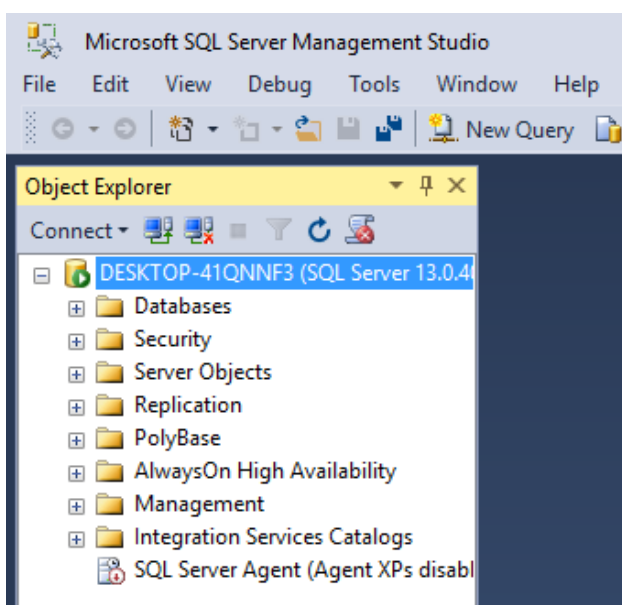 Microsoft SQL Server Management Studio
File Edit View Debug Tools Window Help
New Query
Object Explorer
Connect
DESKTOP-41QNNF3 (SQL Server 13.0.40
Databases
Security
Server Objects
Replication
PolyBase
AlwaysOn High Availability
Management
Integration Services Catalogs
SQL Server Agent (Agent XPs disabl